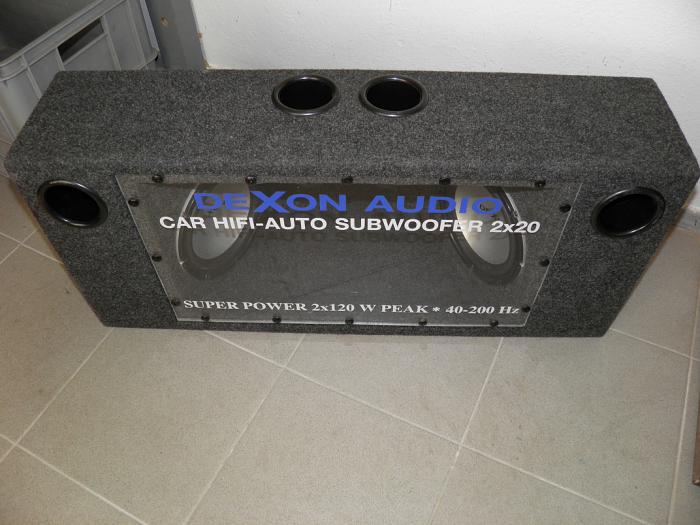 DEXON AUDIO
CAR HIFI-AUTO SUBWOOFER 2x20
SUPER POWER 2x120 W PEAK * 40-200 Hz